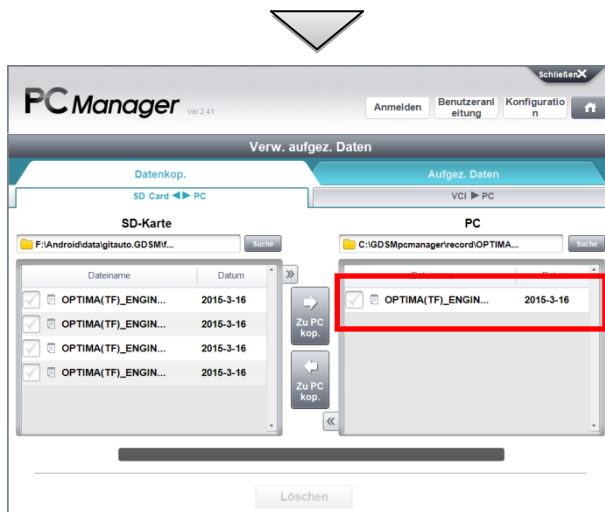 Schließen X
PC Manager Ver 2.41
Anmelden
Benutzeranl
eitung
Konfiguratio
n
Verw. aufgez. Daten
Datenkop.
Aufgez. Daten
SD Card ◀▶ PC
VCI ▶ PC
SD-Karte
F:\Android\data\gitauto.GDSM\f...
Suche
Dateiname
Datum
OPTIMA(TF)_ENGIN... 2015-3-16
OPTIMA(TF)_ENGIN... 2015-3-16
OPTIMA(TF)_ENGIN... 2015-3-16
OPTIMA(TF)_ENGIN... 2015-3-16
Zu PC
kop.
Zu PC
kop.
PC
C:\GDSMpcmanager\record\OPTIMA...
Suche
OPTIMA(TF)_ENGIN... 2015-3-16
Löschen